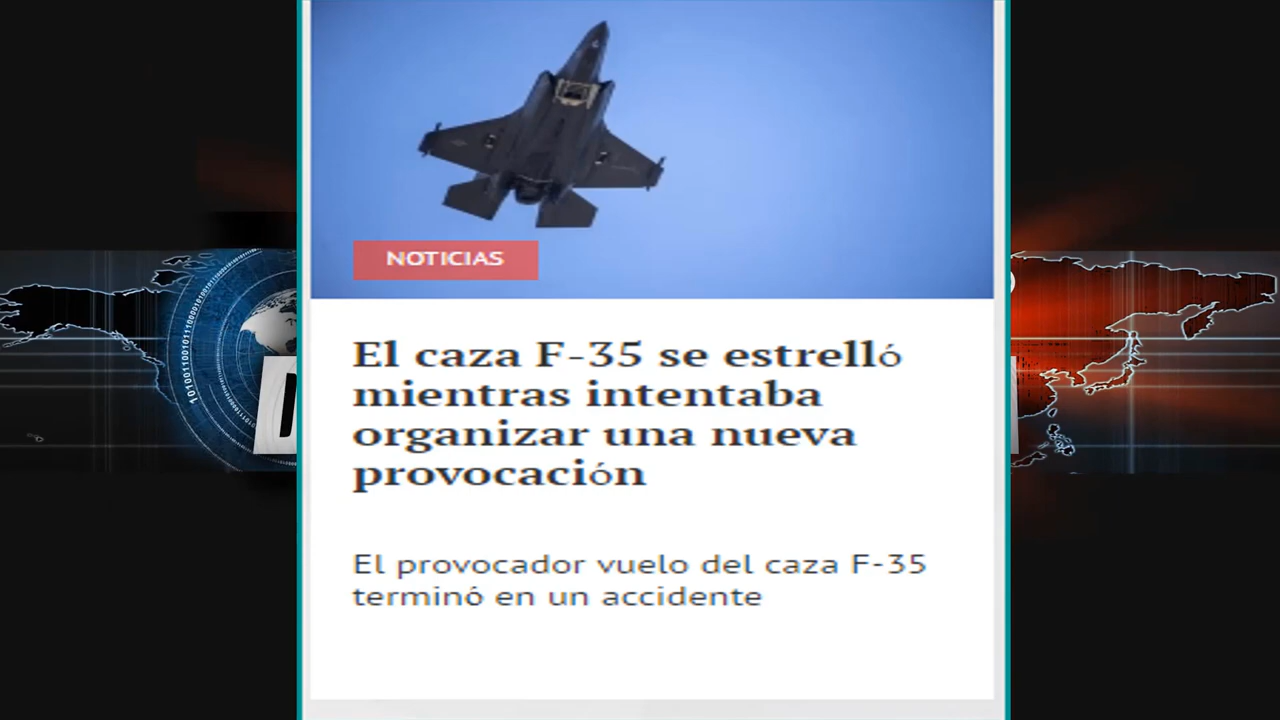 NOTICIAS
El caza F-35 se estrelló
mientras intentaba
organizar una nueva
provocación
El provocador vuelo del caza F-35
terminó en un accidente